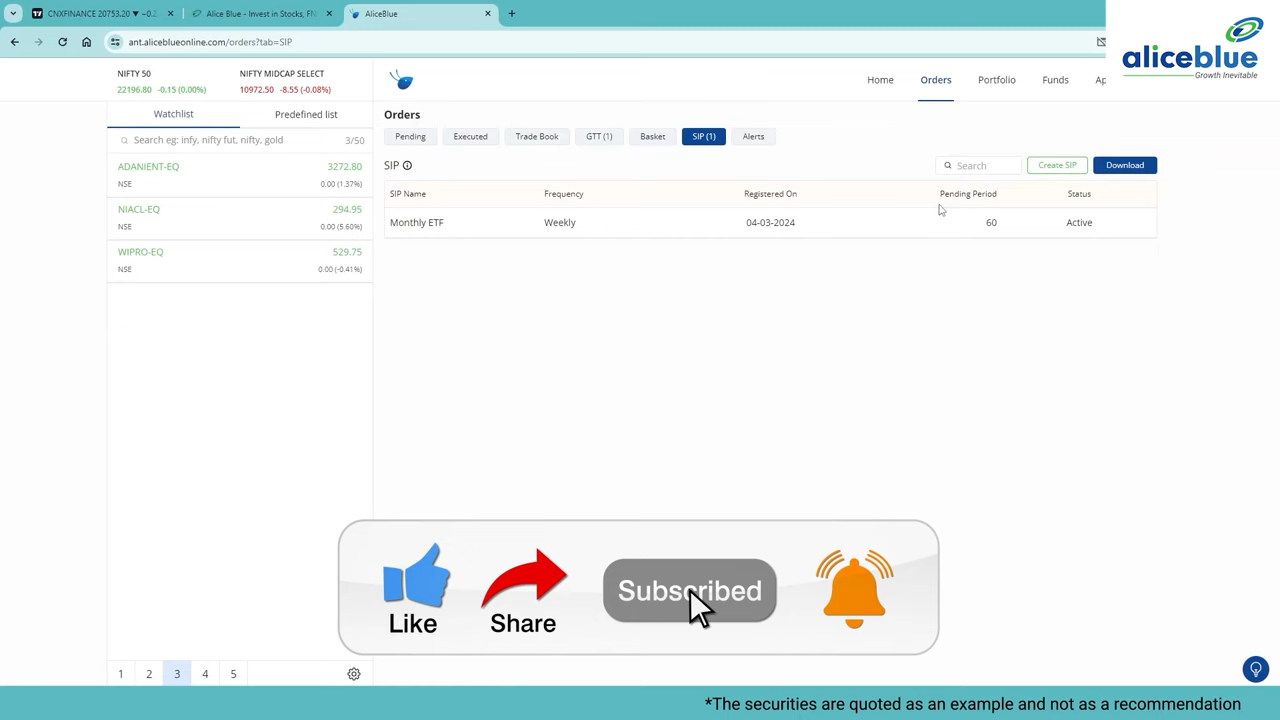 CNXFINANCE 20753.20 ▼ −0.2
Alice Blue - Invest in Stocks, F
AliceBlue
ant.aliceblueonline.com/orders?tab=SIP
aliceblue
Growth Inevitable
NIFTY 50
22196.80 -0.15 (0.00%)
NIFTY MIDCAP SELECT
10972.50 -8.55 (-0.08%)
Home
Orders
Portfolio
Funds
Ap
Watchlist
Predefined list
Search eg: infy, nifty fut, nifty, gold
3/50
ADANIENT-EQ 3272.80
NSE 0.00 (1.37%)
NIACL-EQ 294.95
NSE 0.00 (5.60%)
WIPRO-EQ 529.75
NSE 0.00 (-0.41%)
Orders
Pending
Executed
Trade Book
GTT (1)
Basket
SIP (1)
Alerts
SIP
Search
Create SIP
Download
SIP Name Frequency Registered On Pending Period Status
Monthly ETF Weekly 04-03-2024 60 Active
Like
Share
Subscribed
1 2 3 4 5
*The securities are quoted as an example and not as a recommendation